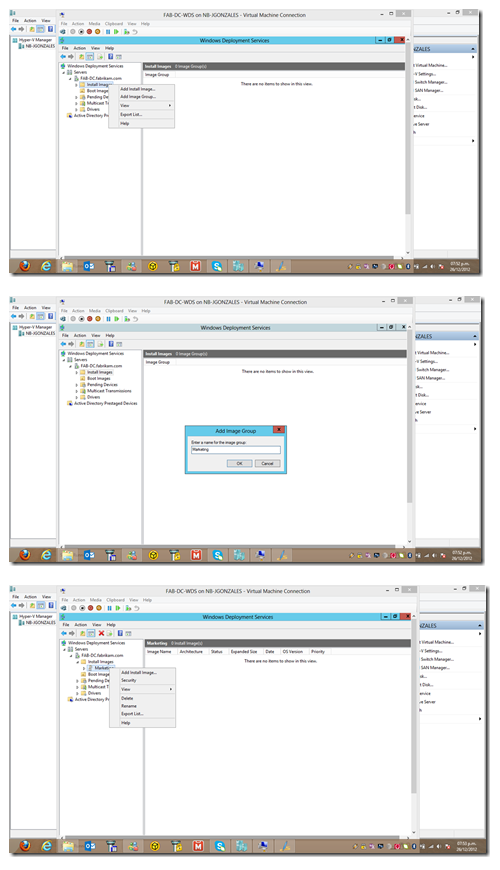 FAB-DC-WDS on NB-JGONZALES - Virtual Machine Connection
File Action View
File Action Media Clipboard View Help
Windows Deployment Services
Hyper-V Manager
NB-JGONZALES
File Action View Help
Windows Deployment Services
Servers
FAB-DC.fabrikam.com
Install Images
Boot Images
Pending De
Multicast T
Drivers
Active Directory Pre
Install Images 0 Image Group(s)
Image Group
There are no items to show in this view.
Add Install Image...
Add Image Group...
View
Export List...
Help
ZALES
Virtual Machine...
-V Settings...
Switch Manager...
SAN Manager...
Disk...
ervice
ve Server
07:52 p.m.
26/12/2012
FAB-DC-WDS on NB-JGONZALES - Virtual Machine Connection
File Action View
File Action Media Clipboard View Help
Windows Deployment Services
Hyper-V Manager
NB-JGONZALES
File Action View Help
Windows Deployment Services
Servers
FAB-DC.fabrikam.com
Install Images
Boot Images
Pending Devices
Multicast Transmissions
Drivers
Active Directory Prestaged Devices
Install Images 0 Image Group(s)
Image Group
There are no items to show in this view.
Add Image Group
Enter a name for the image group:
Marketing
OK Cancel
ZALES
Virtual Machine...
-V Settings...
Switch Manager...
SAN Manager...
Disk...
ervice
ve Server
07:52 p.m.
26/12/2012
FAB-DC-WDS on NB-JGONZALES - Virtual Machine Connection
File Action View
File Action Media Clipboard View Help
Windows Deployment Services
Hyper-V Manager
NB-JGONZALES
File Action View Help
Windows Deployment Services
Servers
FAB-DC.fabrikam.com
Install Images
Marketi
Boot Image
Pending De
Multicast T
Drivers
Active Directory Pre
Marketing 0 Install Image(s)
Image Name Architecture Status Expanded Size Date OS Version Priority
There are no items to show in this view.
Add Install Image...
Security
View
Delete
Rename
Export List...
Help
ZALES
Virtual Machine...
-V Settings...
Switch Manager...
SAN Manager...
Disk...
ervice
ve Server
07:53 p.m.
26/12/2012